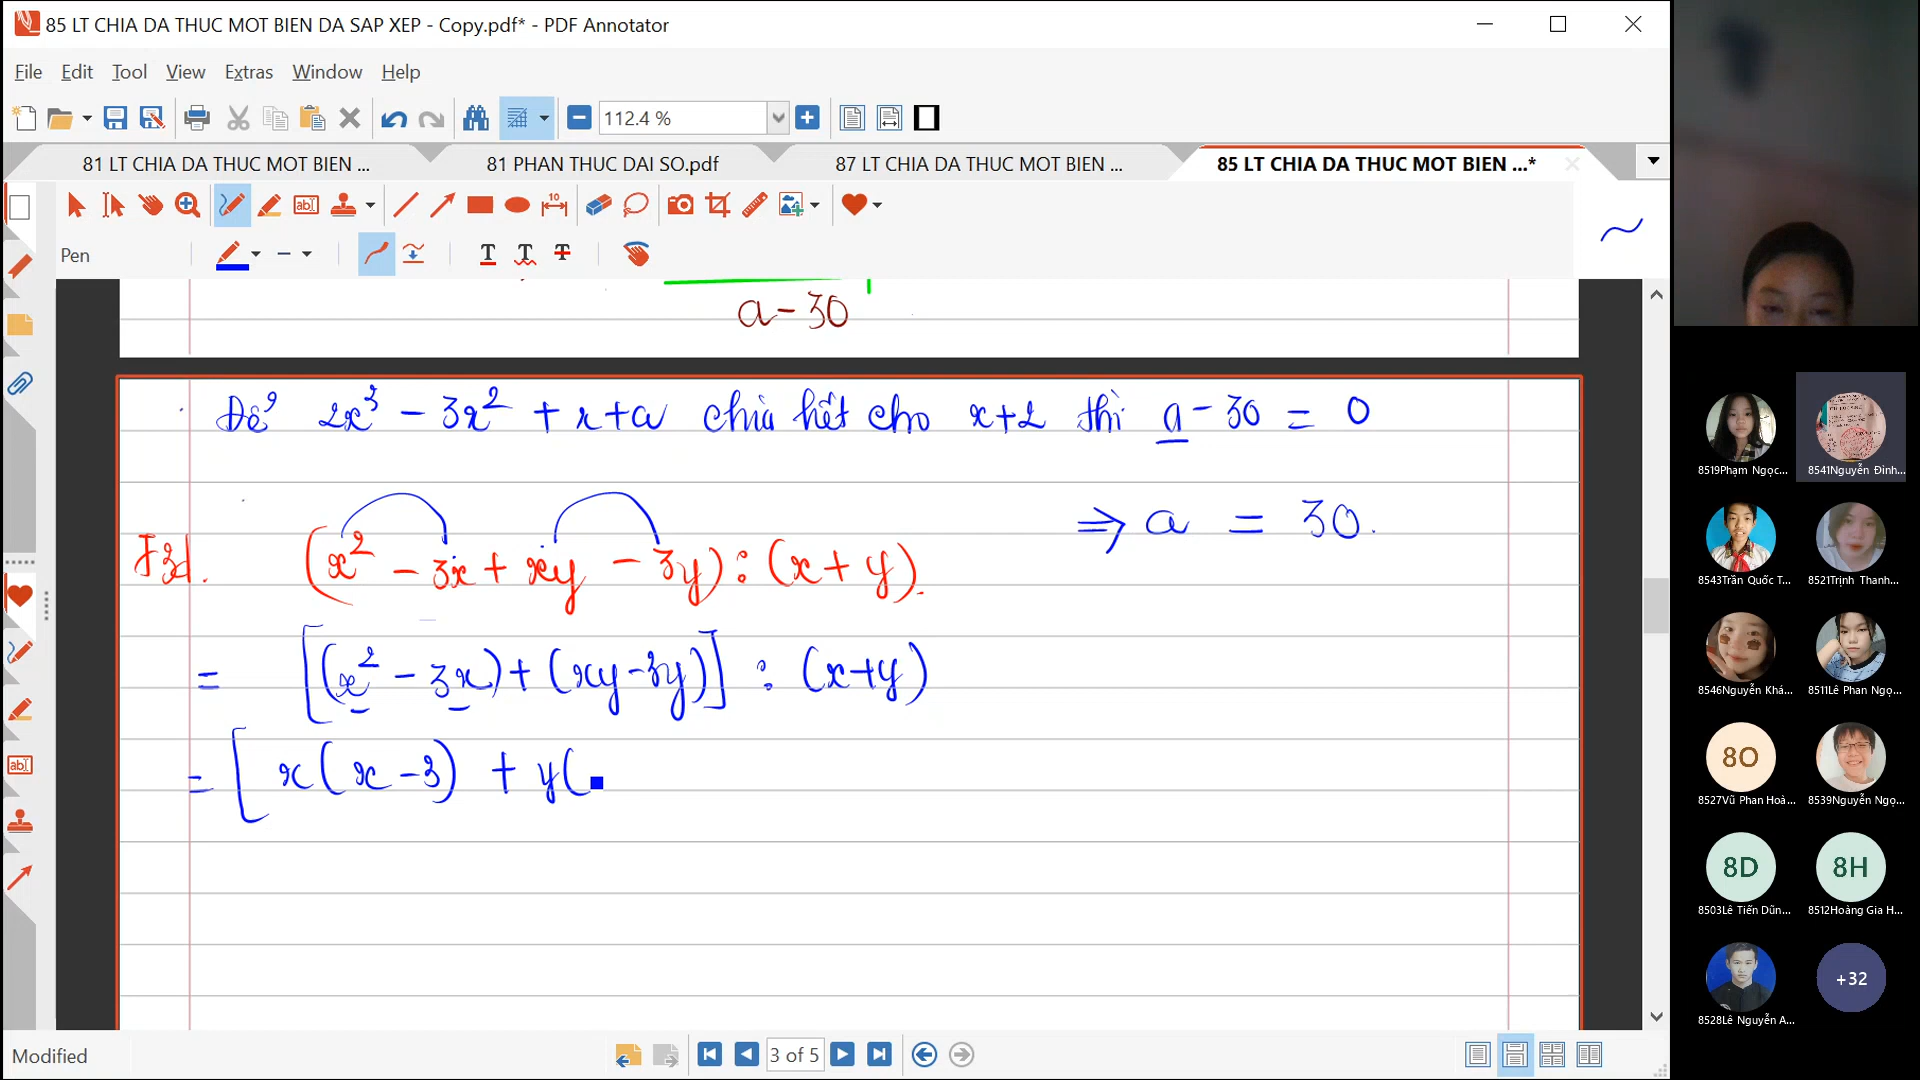 85 LT CHIA DA THUC MOT BIEN DA SAP XEP - Copy.pdf* - PDF Annotator
File Edit Tool View Extras Window Help
112.4 %
81 LT CHIA DA THUC MOT BIEN ... 81 PHAN THUC DAI SO.pdf 87 LT CHIA DA THUC MOT BIEN ... 85 LT CHIA DA THUC MOT BIEN ...*
Pen
a - 30
Để 2x³ - 3x² + x + a chia hết cho x+2 thì a - 30 = 0
⇒ a = 30.
73d. (x² - 3x + xy - 3y) : (x + y).
= [(x² - 3x) + (xy - 3y)] : (x+y)
= [ x(x - 3) + y(
8519Phạm Ngọc... 8541Nguyễn Đình...
8543Trần Quốc T... 8521Trịnh Thanh...
8546Nguyễn Khá... 8511Lê Phan Ngọ...
8O
8527Vũ Phan Hoà... 8539Nguyễn Ngọ...
8D 8H
8503Lê Tiến Dũn... 8512Hoàng Gia H...
+32
8528Lê Nguyễn A...
Modified 3 of 5